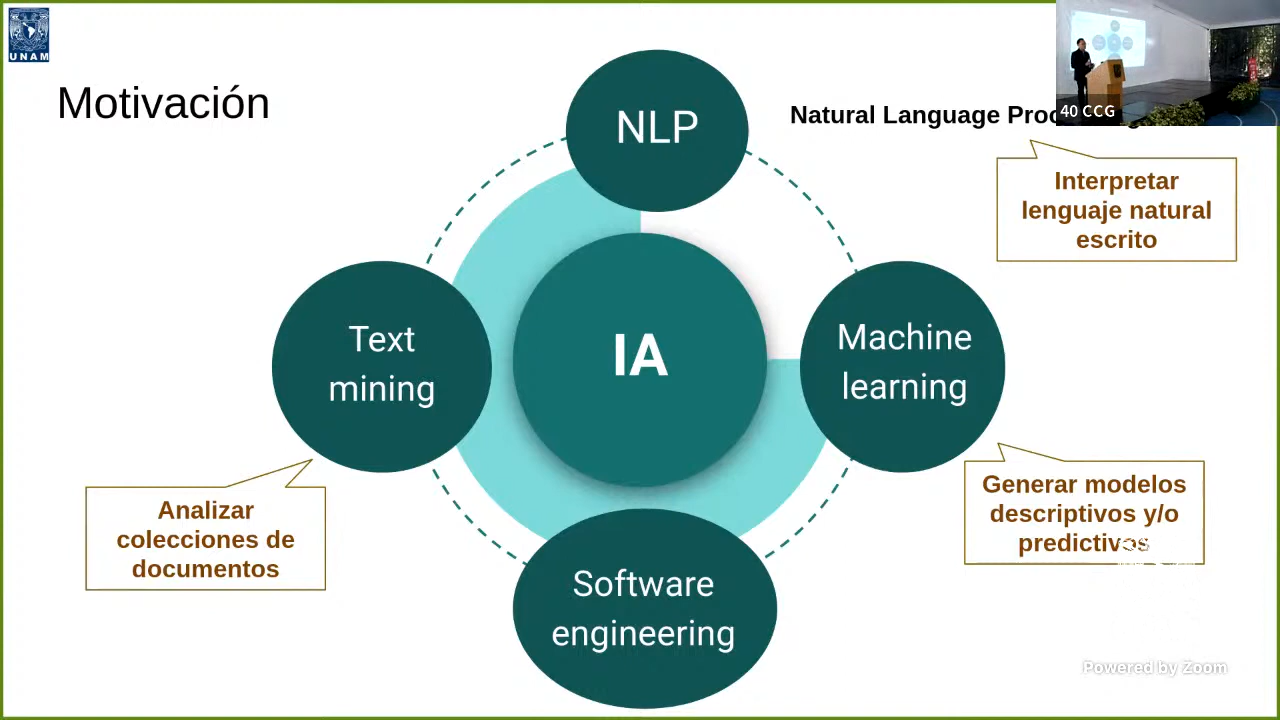 UNAM
Motivación
NLP
Natural Language
40 CCG
Interpretar
lenguaje natural
escrito
IA
Text
mining
Machine
learning
Analizar
colecciones de
documentos
Generar modelos
descriptivos y/o
predictivos
Software
engineering
Powered by Zoom